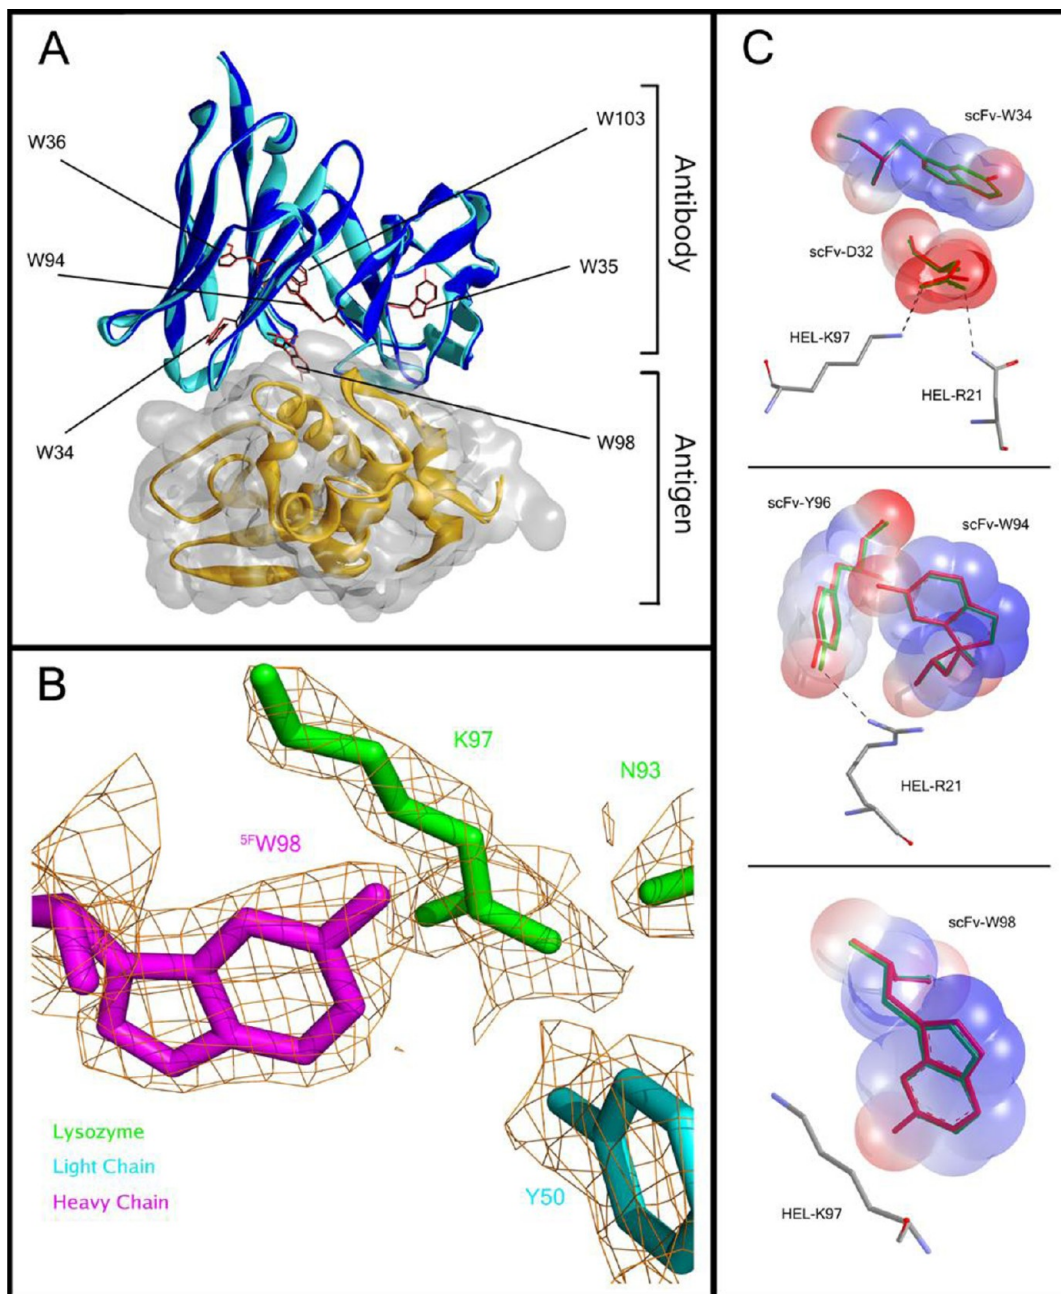 A
W36
W94
W34
W103
W35
W98
Antibody
Antigen
B
K97
N93
5FW98
Y50
Lysozyme
Light Chain
Heavy Chain
C
scFv-W34
scFv-D32
HEL-K97
HEL-R21
scFv-Y96
scFv-W94
HEL-R21
scFv-W98
HEL-K97